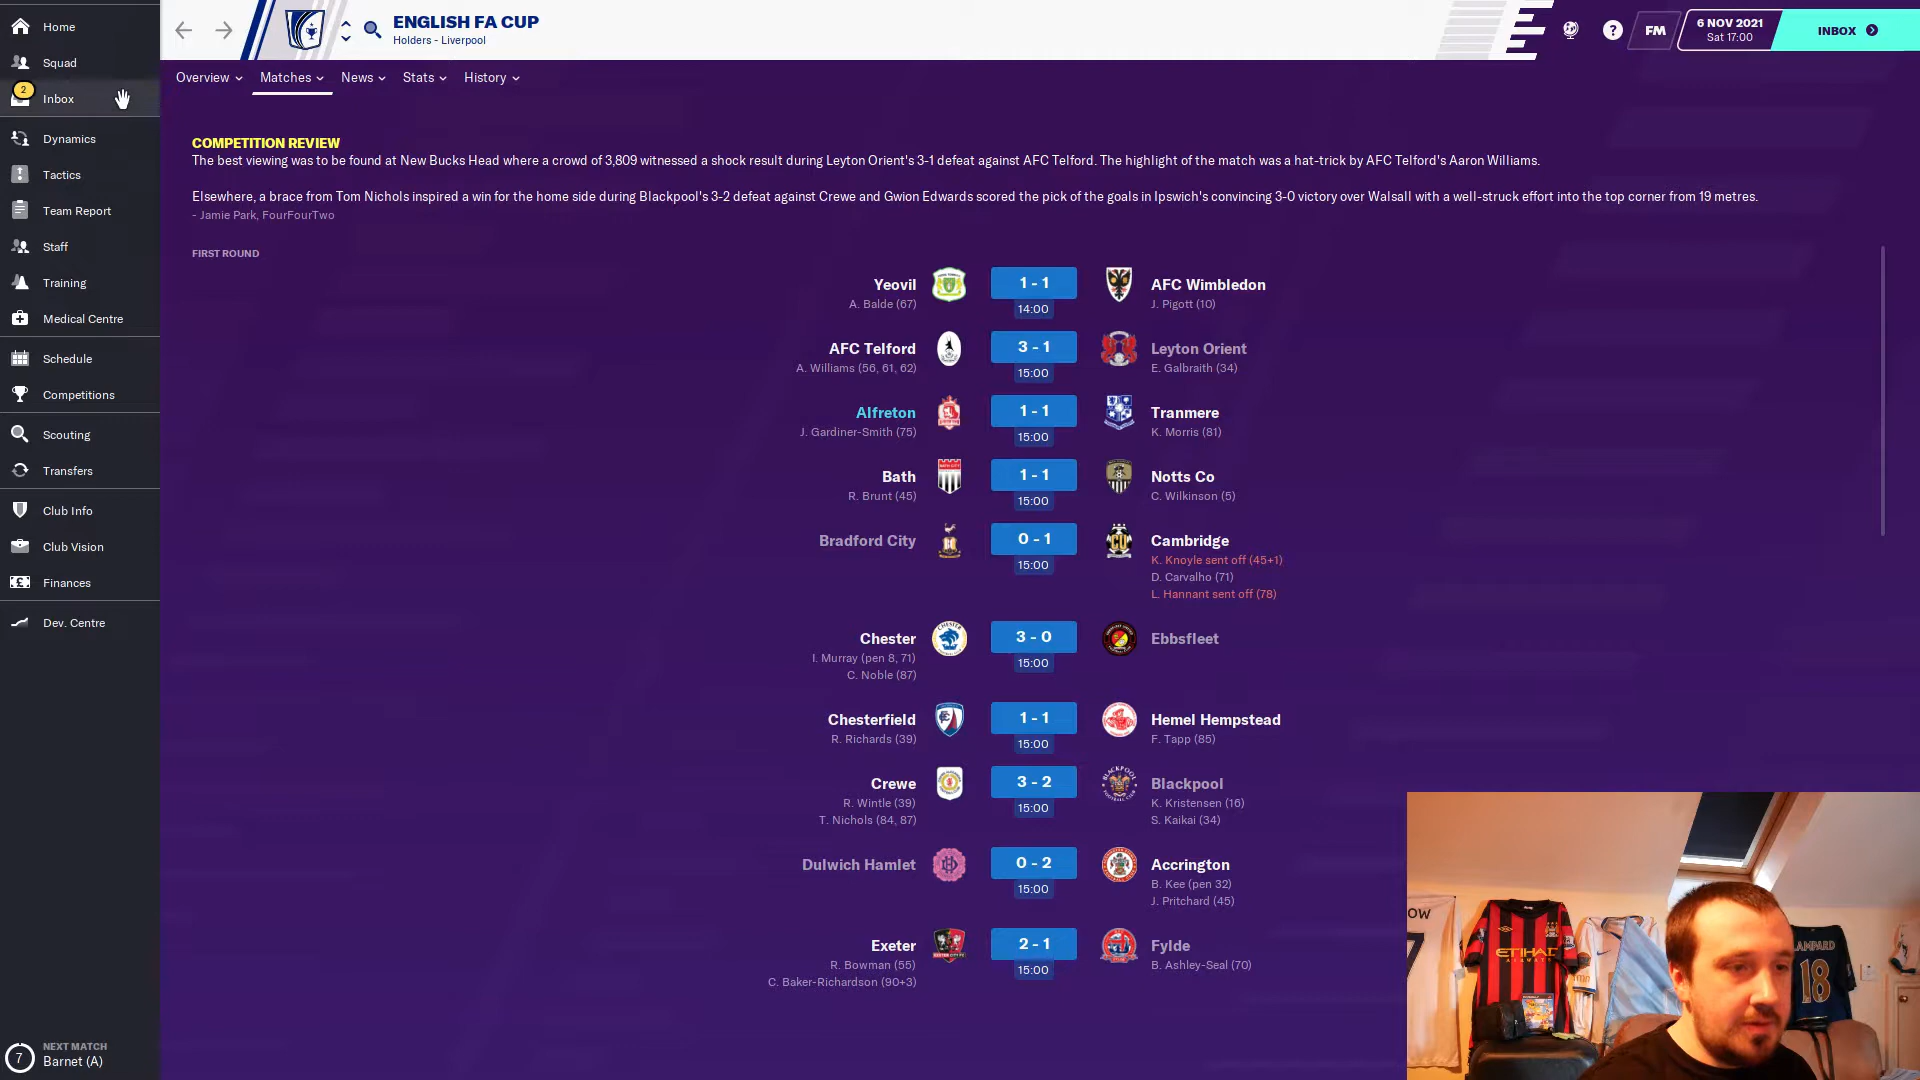 Home
Squad
2
Inbox
Dynamics
Tactics
Team Report
Staff
Training
Medical Centre
Schedule
Competitions
Scouting
Transfers
Club Info
Club Vision
Finances
Dev. Centre
NEXT MATCH
7
Barnet (A)
ENGLISH FA CUP
Holders - Liverpool
?
FM
6 NOV 2021
Sat 17:00
INBOX
Overview
Matches
News
Stats
History
COMPETITION REVIEW
The best viewing was to be found at New Bucks Head where a crowd of 3,809 witnessed a shock result during Leyton Orient's 3-1 defeat against AFC Telford. The highlight of the match was a hat-trick by AFC Telford's Aaron Williams.
Elsewhere, a brace from Tom Nichols inspired a win for the home side during Blackpool's 3-2 defeat against Crewe and Gwion Edwards scored the pick of the goals in Ipswich's convincing 3-0 victory over Walsall with a well-struck effort into the top corner from 19 metres.
- Jamie Park, FourFourTwo
FIRST ROUND
Yeovil 1 - 1 AFC Wimbledon
A. Balde (67) 14:00 J. Pigott (10)
AFC Telford 3 - 1 Leyton Orient
A. Williams (56, 61, 62) 15:00 E. Galbraith (34)
Alfreton 1 - 1 Tranmere
J. Gardiner-Smith (75) 15:00 K. Morris (81)
Bath 1 - 1 Notts Co
R. Brunt (45) 15:00 C. Wilkinson (5)
Bradford City 0 - 1 Cambridge
15:00 K. Knoyle sent off (45+1)
D. Carvalho (71)
L. Hannant sent off (78)
Chester 3 - 0 Ebbsfleet
I. Murray (pen 8, 71) 15:00
C. Noble (87)
Chesterfield 1 - 1 Hemel Hempstead
R. Richards (39) 15:00 F. Tapp (85)
Crewe 3 - 2 Blackpool
R. Wintle (39) 15:00 K. Kristensen (16)
T. Nichols (84, 87) S. Kaikai (34)
Dulwich Hamlet 0 - 2 Accrington
15:00 B. Kee (pen 32)
J. Pritchard (45)
Exeter 2 - 1 Fylde
R. Bowman (55) 15:00 B. Ashley-Seal (70)
C. Baker-Richardson (90+3)
OW
7
ETIHAD
AIRWAYS
LAMPARD
18